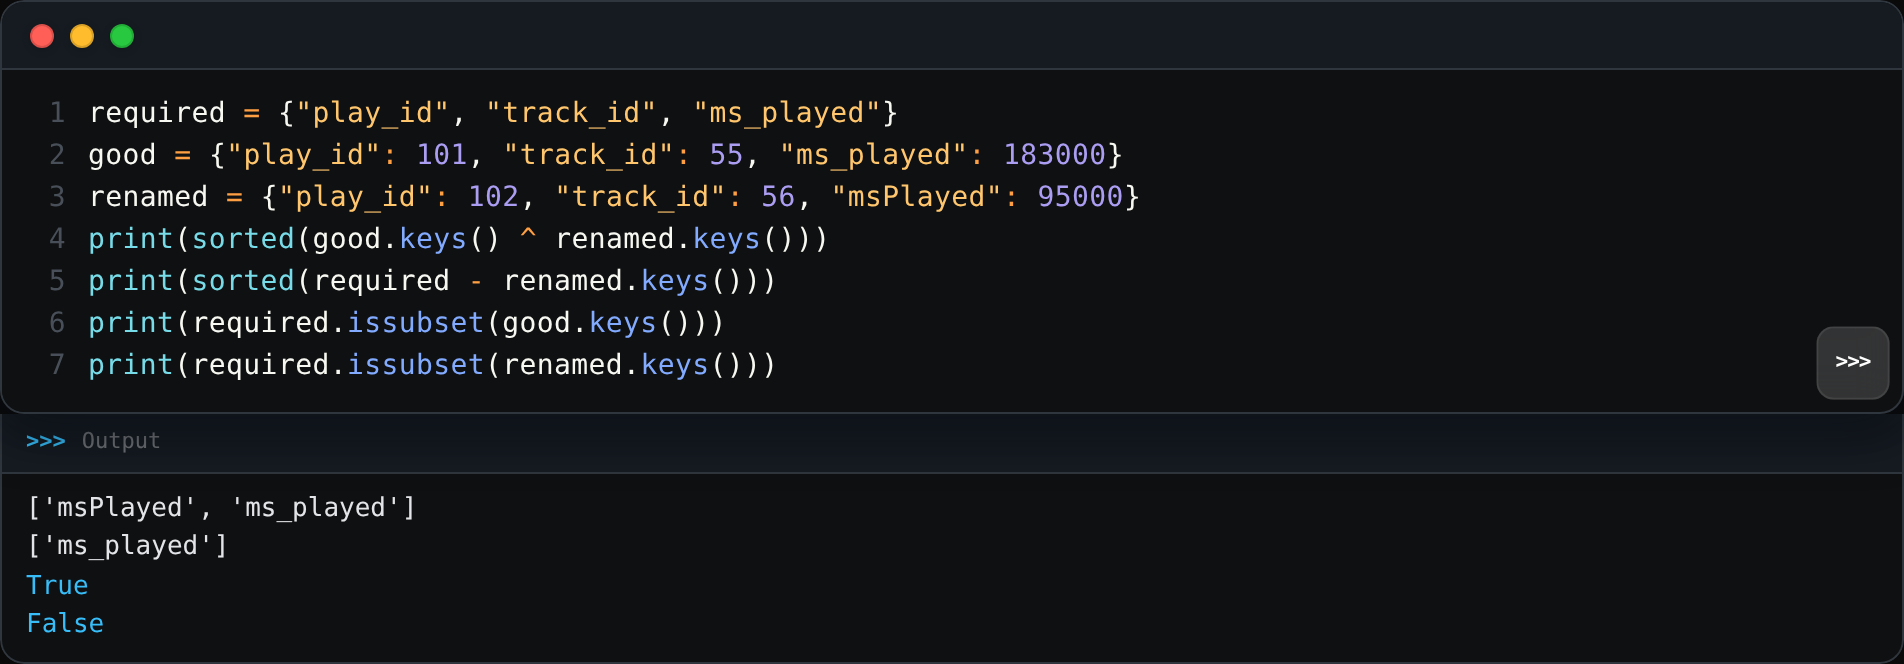 1 required = {"play_id", "track_id", "ms_played"}
2 good = {"play_id": 101, "track_id": 55, "ms_played": 183000}
3 renamed = {"play_id": 102, "track_id": 56, "msPlayed": 95000}
4 print(sorted(good.keys() ^ renamed.keys()))
5 print(sorted(required - renamed.keys()))
6 print(required.issubset(good.keys()))
7 print(required.issubset(renamed.keys()))
>>>
>>> Output
['msPlayed', 'ms_played']
['ms_played']
True
False